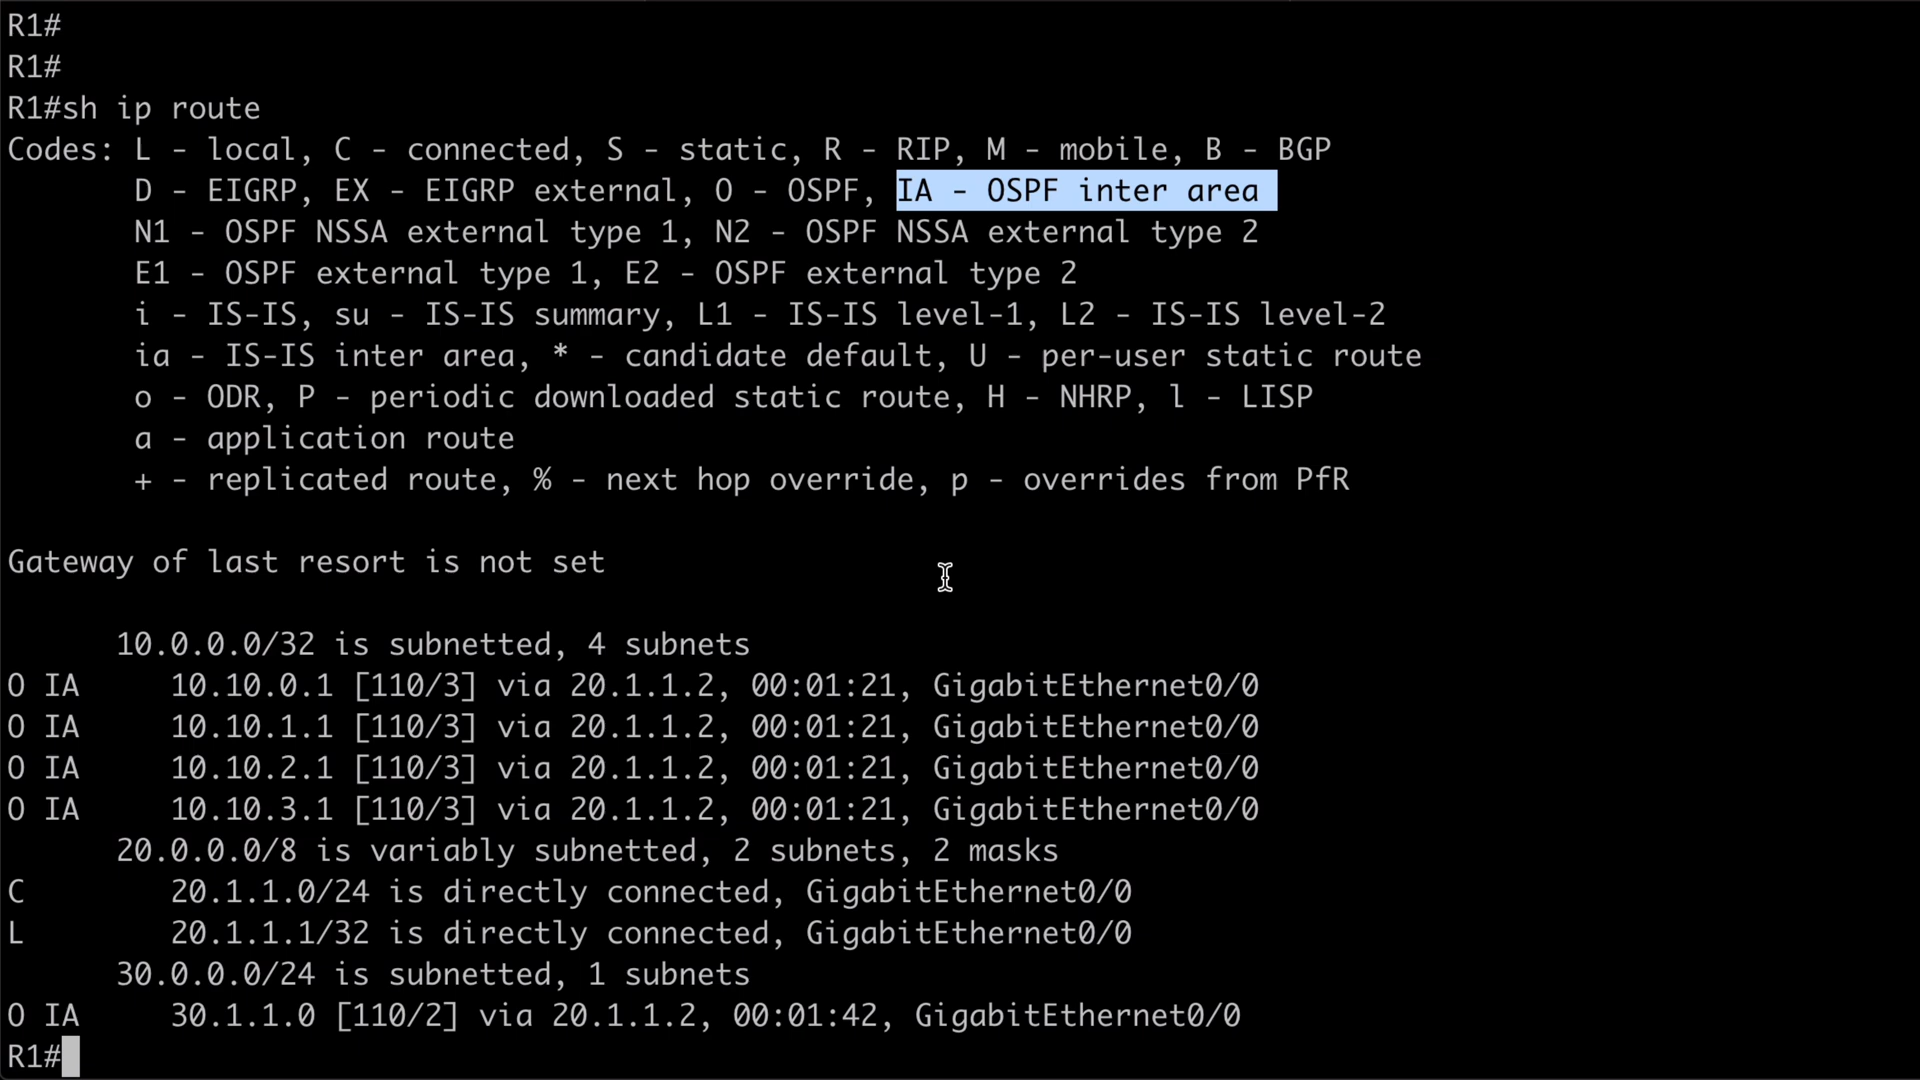 R1#
R1#
R1#sh ip route
Codes: L - local, C - connected, S - static, R - RIP, M - mobile, B - BGP
       D - EIGRP, EX - EIGRP external, O - OSPF, IA - OSPF inter area
       N1 - OSPF NSSA external type 1, N2 - OSPF NSSA external type 2
       E1 - OSPF external type 1, E2 - OSPF external type 2
       i - IS-IS, su - IS-IS summary, L1 - IS-IS level-1, L2 - IS-IS level-2
       ia - IS-IS inter area, * - candidate default, U - per-user static route
       o - ODR, P - periodic downloaded static route, H - NHRP, l - LISP
       a - application route
       + - replicated route, % - next hop override, p - overrides from PfR
Gateway of last resort is not set
      10.0.0.0/32 is subnetted, 4 subnets
O IA     10.10.0.1 [110/3] via 20.1.1.2, 00:01:21, GigabitEthernet0/0
O IA     10.10.1.1 [110/3] via 20.1.1.2, 00:01:21, GigabitEthernet0/0
O IA     10.10.2.1 [110/3] via 20.1.1.2, 00:01:21, GigabitEthernet0/0
O IA     10.10.3.1 [110/3] via 20.1.1.2, 00:01:21, GigabitEthernet0/0
      20.0.0.0/8 is variably subnetted, 2 subnets, 2 masks
C        20.1.1.0/24 is directly connected, GigabitEthernet0/0
L        20.1.1.1/32 is directly connected, GigabitEthernet0/0
      30.0.0.0/24 is subnetted, 1 subnets
O IA     30.1.1.0 [110/2] via 20.1.1.2, 00:01:42, GigabitEthernet0/0
R1#